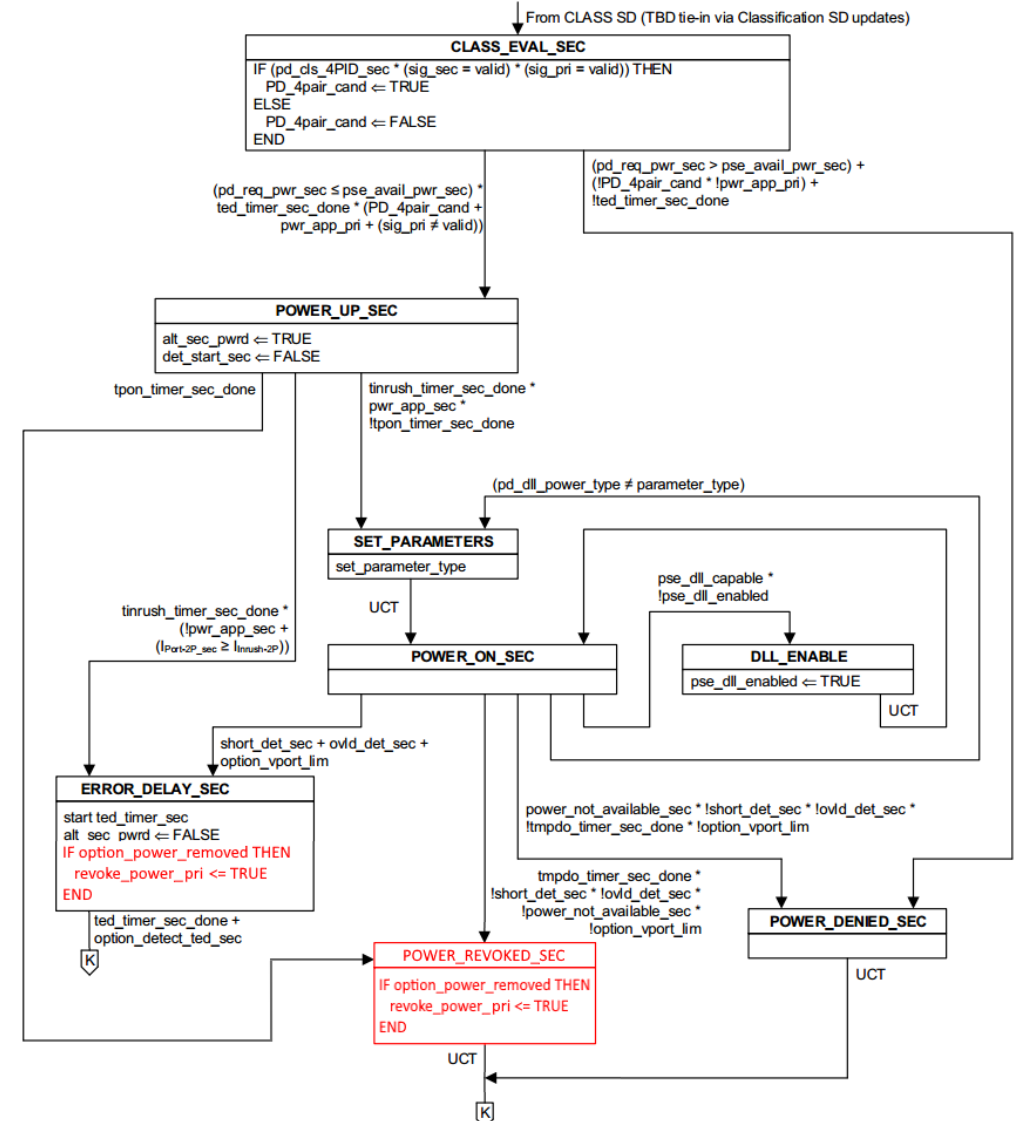 From CLASS SD (TBD tie-in via Classification SD updates)
CLASS_EVAL_SEC
IF (pd_cls_4PID_sec * (sig_sec = valid) * (sig_pri = valid)) THEN
PD_4pair_cand ⇐ TRUE
ELSE
PD_4pair_cand ⇐ FALSE
END
(pd_req_pwr_sec ≤ pse_avail_pwr_sec) *
ted_timer_sec_done * (PD_4pair_cand +
pwr_app_pri + (sig_pri ≠ valid))
(pd_req_pwr_sec > pse_avail_pwr_sec) +
(!PD_4pair_cand * !pwr_app_pri) +
!ted_timer_sec_done
POWER_UP_SEC
alt_sec_pwrd ⇐ TRUE
det_start_sec ⇐ FALSE
tpon_timer_sec_done
tinrush_timer_sec_done *
pwr_app_sec *
!tpon_timer_sec_done
(pd_dll_power_type ≠ parameter_type)
SET_PARAMETERS
set_parameter_type
UCT
pse_dll_capable *
!pse_dll_enabled
tinrush_timer_sec_done *
(!pwr_app_sec +
(IPort-2P_sec ≥ IInrush-2P))
POWER_ON_SEC
DLL_ENABLE
pse_dll_enabled ⇐ TRUE
UCT
short_det_sec + ovld_det_sec +
option_vport_lim
ERROR_DELAY_SEC
start ted_timer_sec
alt_sec_pwrd ⇐ FALSE
IF option_power_removed THEN
revoke_power_pri <= TRUE
END
power_not_available_sec * !short_det_sec * !ovld_det_sec *
!tmpdo_timer_sec_done * !option_vport_lim
tmpdo_timer_sec_done *
!short_det_sec * !ovld_det_sec *
!power_not_available_sec *
!option_vport_lim
ted_timer_sec_done +
option_detect_ted_sec
K
POWER_DENIED_SEC
UCT
POWER_REVOKED_SEC
IF option_power_removed THEN
revoke_power_pri <= TRUE
END
UCT
K